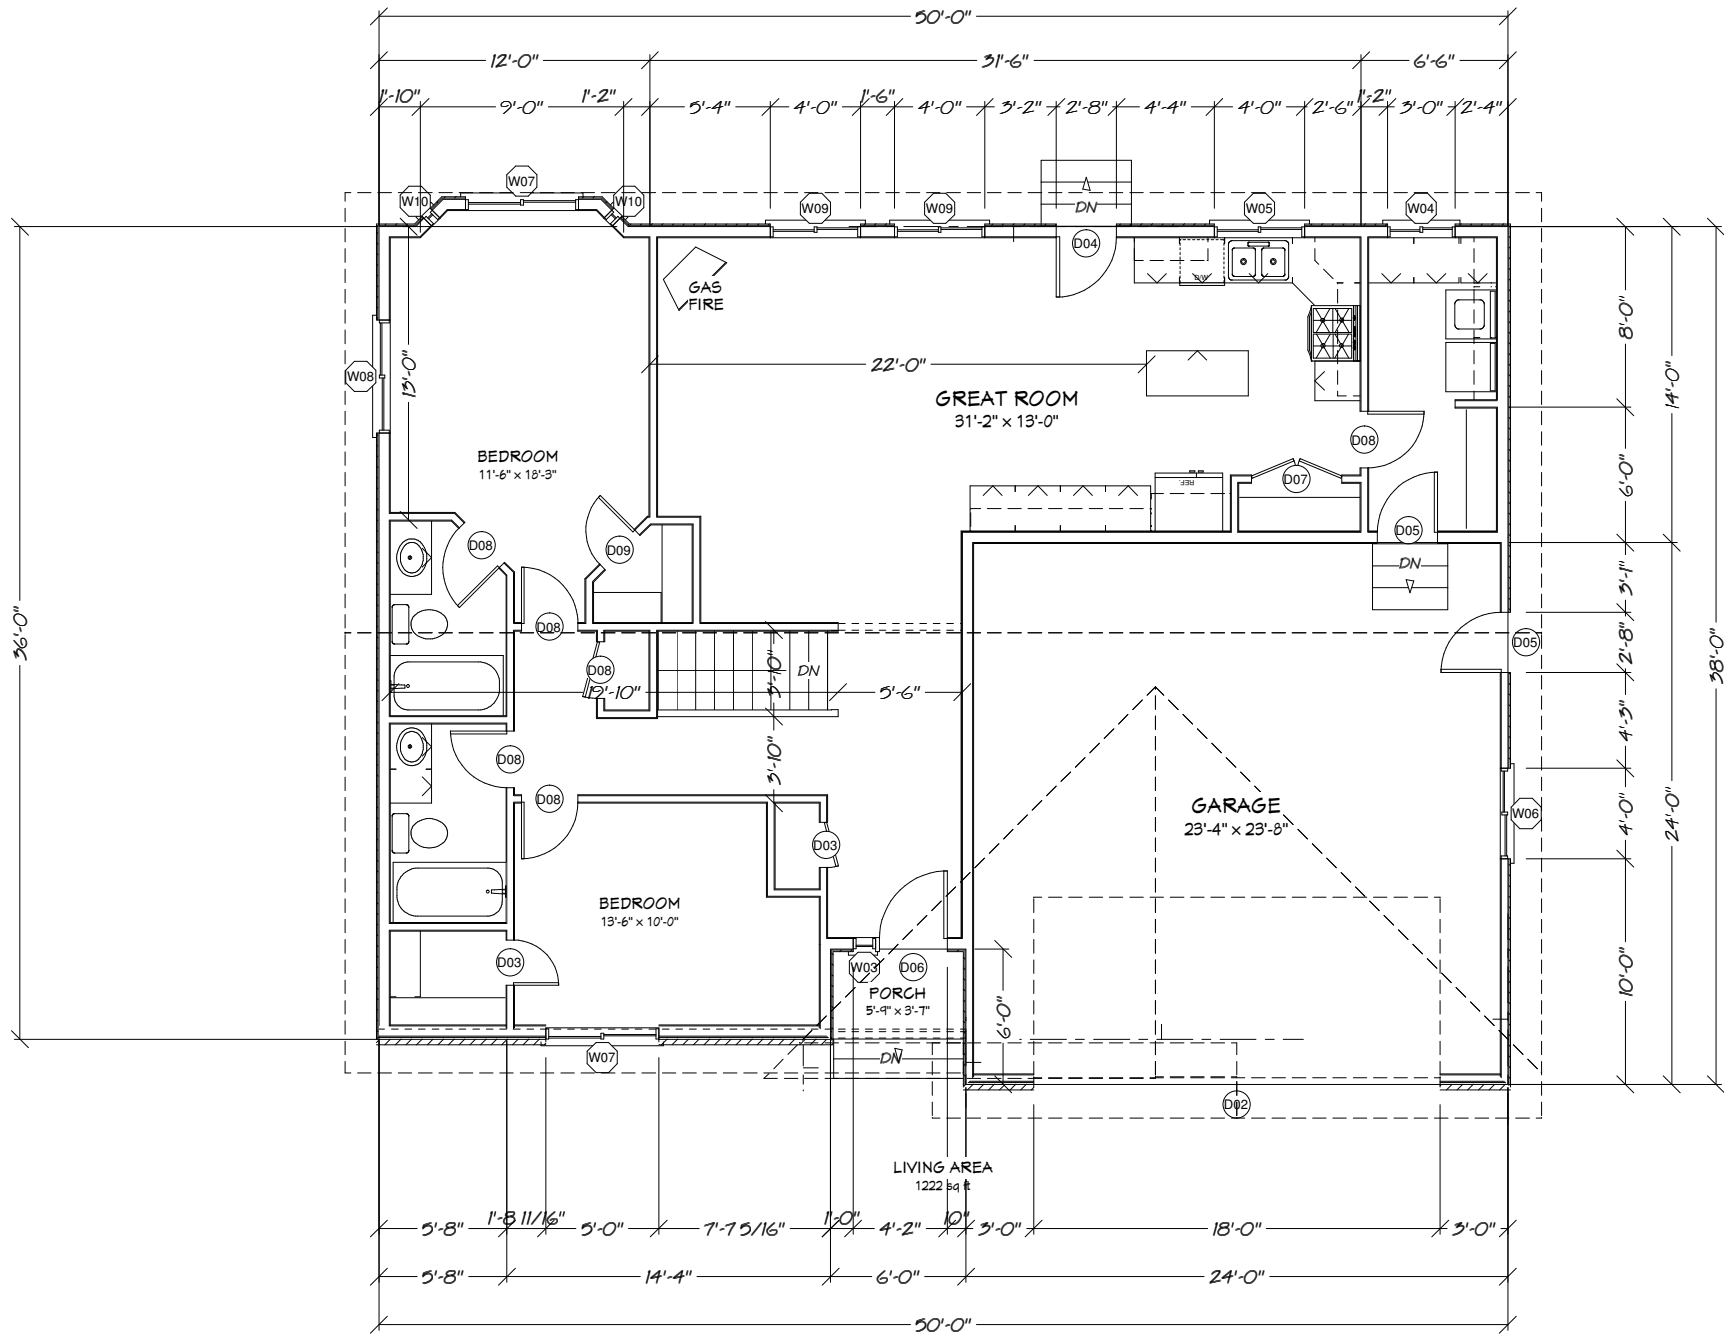 50'-0"
12'-0" 31'-6" 6'-6"
1'-10" 9'-0" 1'-2" 5'-4" 4'-0" 1'-6" 4'-0" 3'-2" 2'-8" 4'-4" 4'-0" 2'-6" 1'-2" 3'-0" 2'-4"
W10 W07 W10 W09 W09 DN W05 W04
D04
GAS
FIRE
8'-0"
W08
13'-0"
22'-0"
14'-0"
GREAT ROOM
31'-2" x 13'-0"
BEDROOM
11'-6" x 18'-3"
D08
D07
REF.
6'-0"
D05
D08
D09
DN
3'-1"
D08
36'-0"
38'-0"
D05
2'-8"
D08
3'-10"
DN
19'-10"
5'-6"
4'-3"
D08
3'-10"
D08
GARAGE
23'-4" x 23'-8"
W06
4'-0"
24'-0"
D03
BEDROOM
13'-6" x 10'-0"
D03
W03
D06
PORCH
5'-9" x 3'-7"
6'-0"
10'-0"
W07
DN
D02
LIVING AREA
1222 sq ft
5'-8" 1'-8 11/16" 5'-0" 7'-7 5/16" 1'-0" 4'-2" 10" 3'-0" 18'-0" 3'-0"
5'-8" 14'-4" 6'-0" 24'-0"
50'-0"